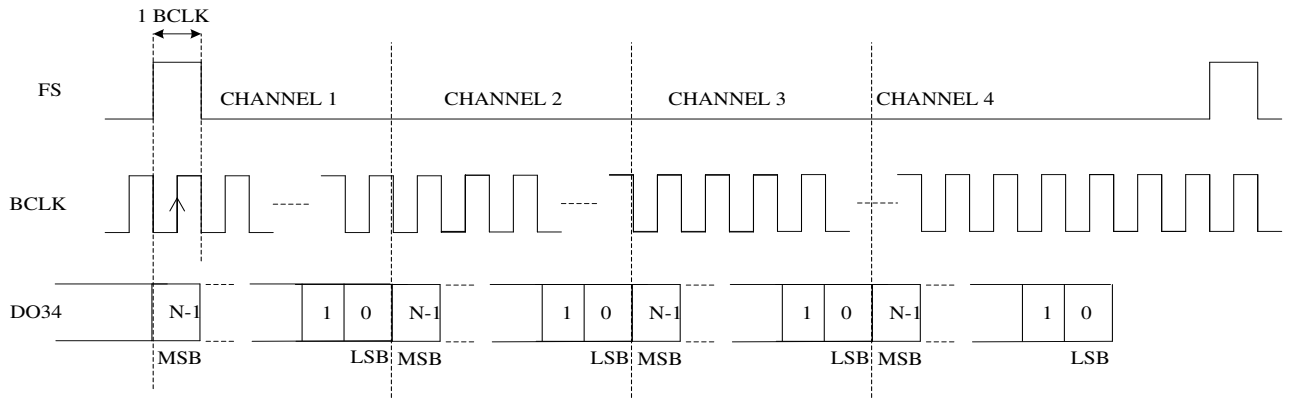 1 BCLK
FS
CHANNEL 1 CHANNEL 2 CHANNEL 3 CHANNEL 4
BCLK
DO34 N-1 1 0 N-1 1 0 N-1 1 0 N-1 1 0
MSB LSB MSB LSB MSB LSB MSB LSB